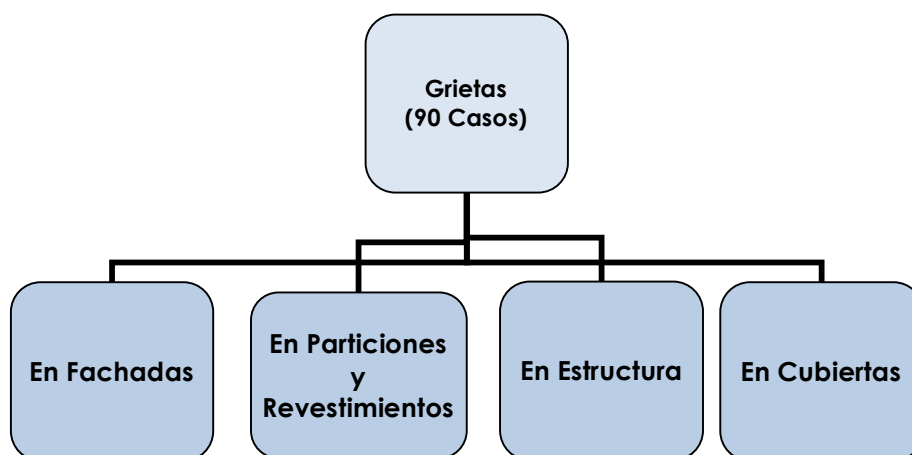 Grietas
(90 Casos)
En Fachadas
En Particiones
y
Revestimientos
En Estructura
En Cubiertas